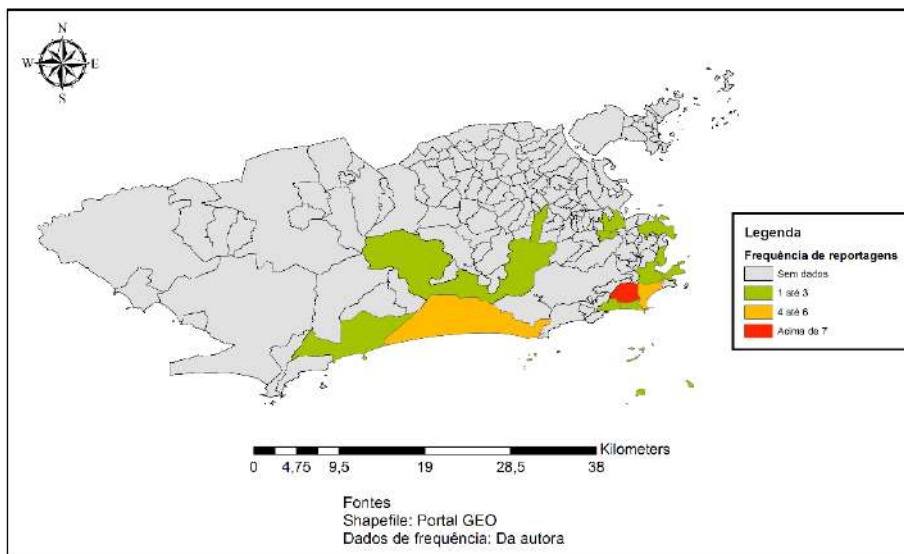 N
W E
S
Legenda
Frequência de reportagens
Sem dados
1 até 3
4 até 6
Acima de 7
Kilometers
0 4,75 9,5 19 28,5 38
Fontes
Shapefile: Portal GEO
Dados de frequência: Da autora